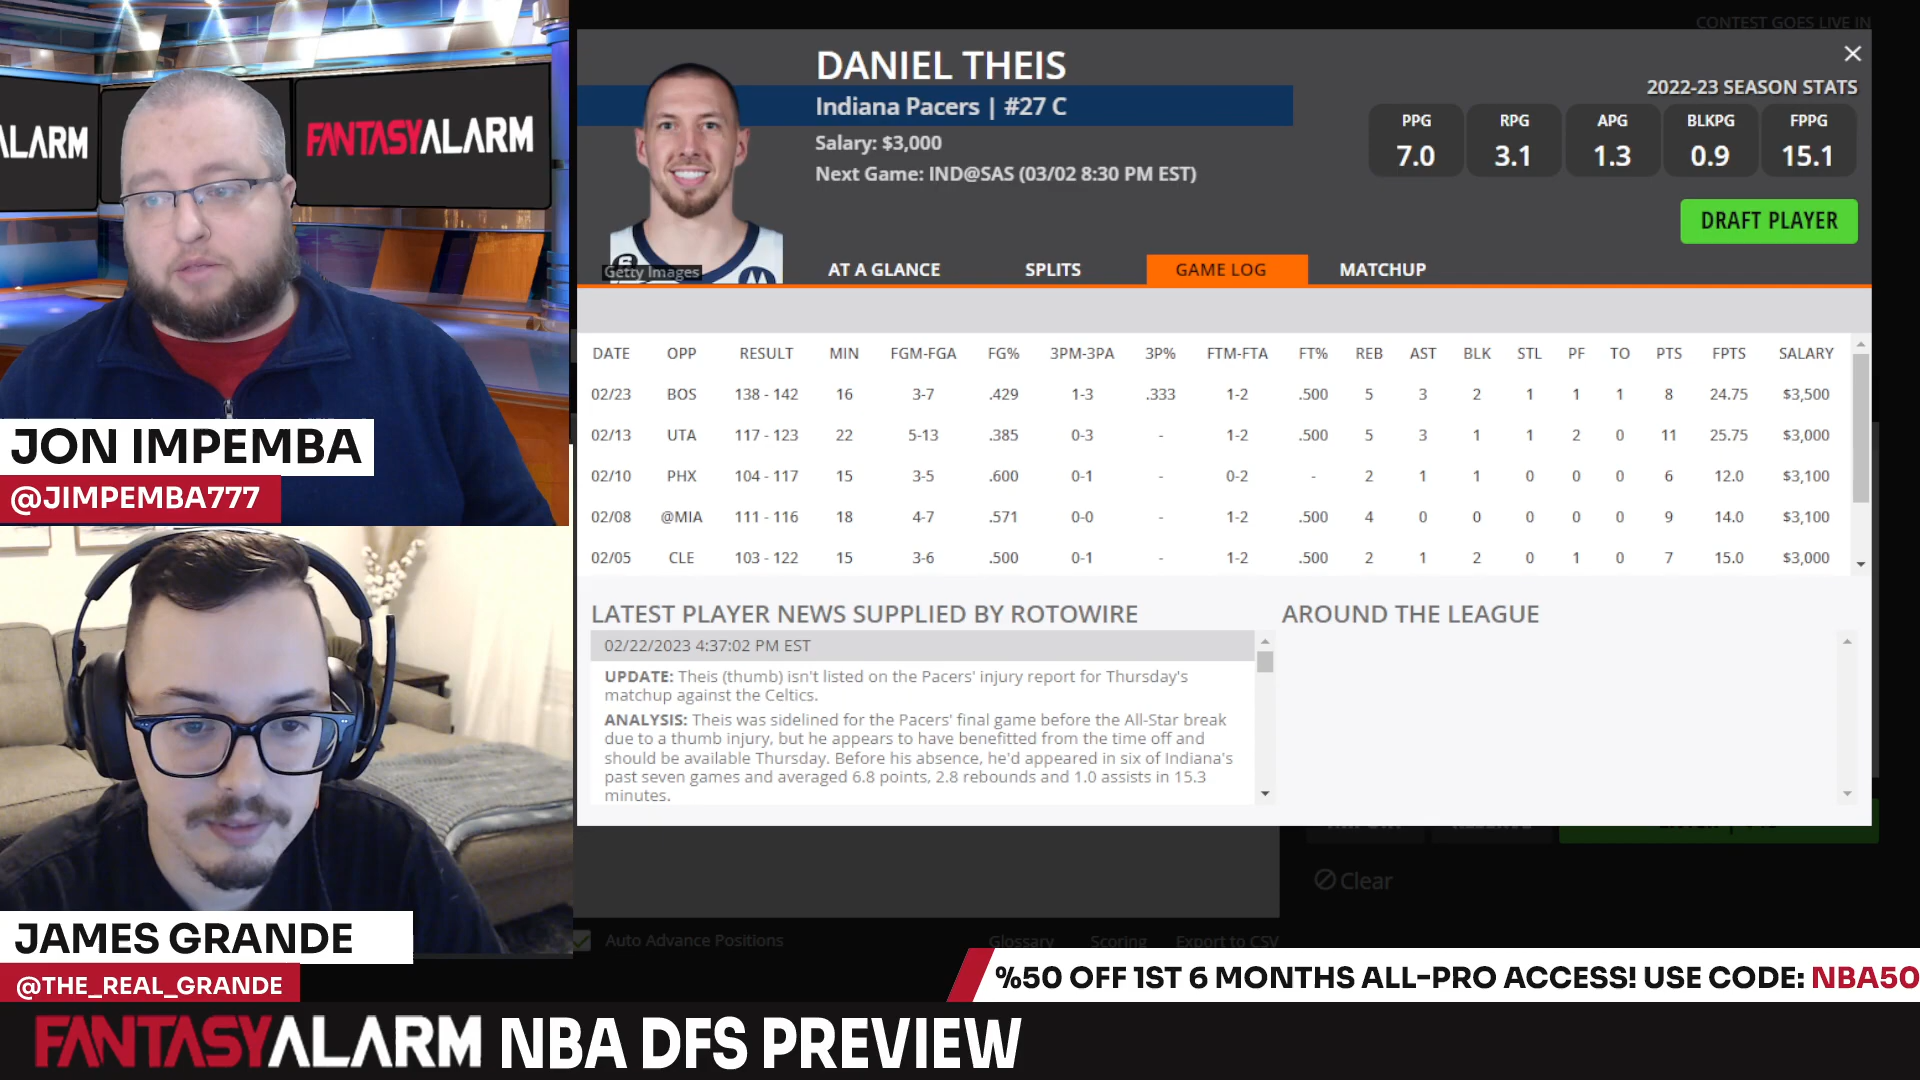 CONTEST GOES LIVE IN
ALARM
FANTASYALARM
JON IMPEMBA
@JIMPEMBA777
DANIEL THEIS
Indiana Pacers | #27 C
Salary: $3,000
Next Game: IND@SAS (03/02 8:30 PM EST)
Getty Images
2022-23 SEASON STATS
PPG RPG APG BLKPG FPPG
7.0 3.1 1.3 0.9 15.1
DRAFT PLAYER
AT A GLANCE SPLITS GAME LOG MATCHUP
DATE OPP RESULT MIN FGM-FGA FG% 3PM-3PA 3P% FTM-FTA FT% REB AST BLK STL PF TO PTS FPTS SALARY
02/23 BOS 138 - 142 16 3-7 .429 1-3 .333 1-2 .500 5 3 2 1 1 1 8 24.75 $3,500
02/13 UTA 117 - 123 22 5-13 .385 0-3 - 1-2 .500 5 3 1 1 2 0 11 25.75 $3,000
02/10 PHX 104 - 117 15 3-5 .600 0-1 - 0-2 - 2 1 1 0 0 0 6 12.0 $3,100
02/08 @MIA 111 - 116 18 4-7 .571 0-0 - 1-2 .500 4 0 0 0 0 0 9 14.0 $3,100
02/05 CLE 103 - 122 15 3-6 .500 0-1 - 1-2 .500 2 1 2 0 1 0 7 15.0 $3,000
LATEST PLAYER NEWS SUPPLIED BY ROTOWIRE
02/22/2023 4:37:02 PM EST
UPDATE: Theis (thumb) isn't listed on the Pacers' injury report for Thursday's
matchup against the Celtics.
ANALYSIS: Theis was sidelined for the Pacers' final game before the All-Star break
due to a thumb injury, but he appears to have benefitted from the time off and
should be available Thursday. Before his absence, he'd appeared in six of Indiana's
past seven games and averaged 6.8 points, 2.8 rebounds and 1.0 assists in 15.3
minutes.
AROUND THE LEAGUE
Clear
Auto Advance Positions
Glossary Scoring Export to CSV
JAMES GRANDE
@THE_REAL_GRANDE
%50 OFF 1ST 6 MONTHS ALL-PRO ACCESS! USE CODE: NBA50
FANTASYALARM NBA DFS PREVIEW